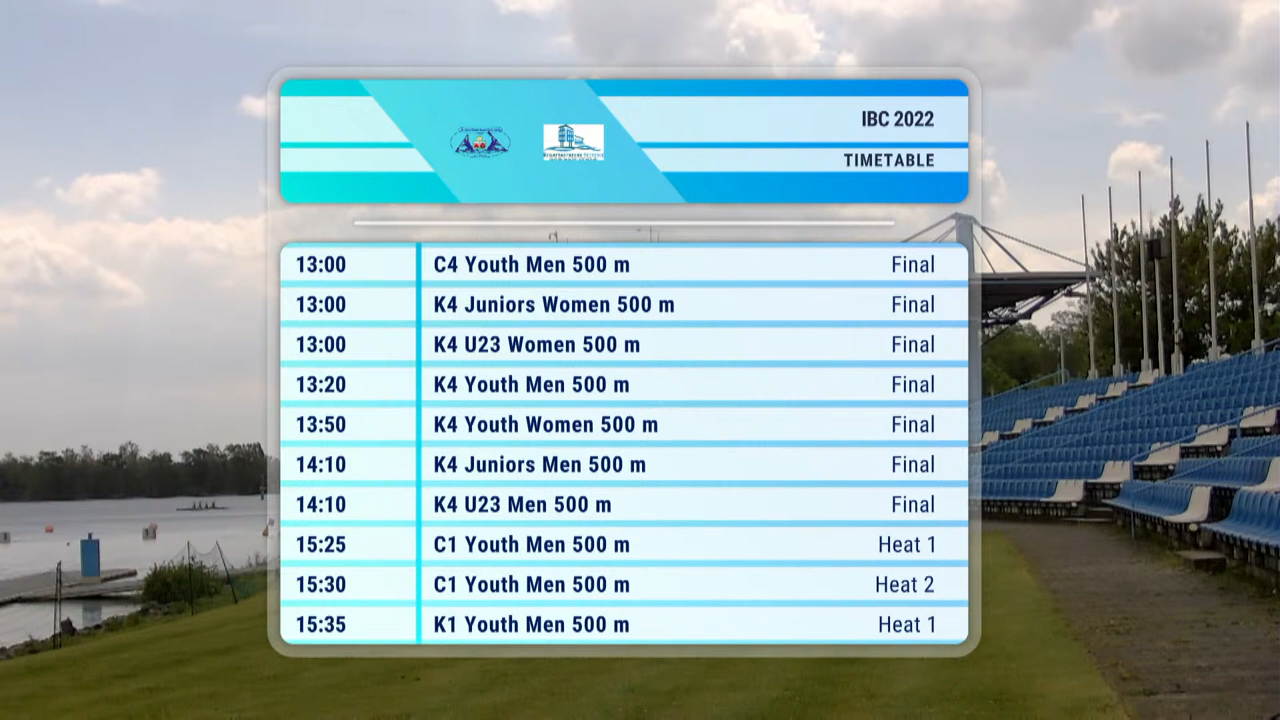 IBC 2022
TIMETABLE
13:00 C4 Youth Men 500 m Final
13:00 K4 Juniors Women 500 m Final
13:00 K4 U23 Women 500 m Final
13:20 K4 Youth Men 500 m Final
13:50 K4 Youth Women 500 m Final
14:10 K4 Juniors Men 500 m Final
14:10 K4 U23 Men 500 m Final
15:25 C1 Youth Men 500 m Heat 1
15:30 C1 Youth Men 500 m Heat 2
15:35 K1 Youth Men 500 m Heat 1